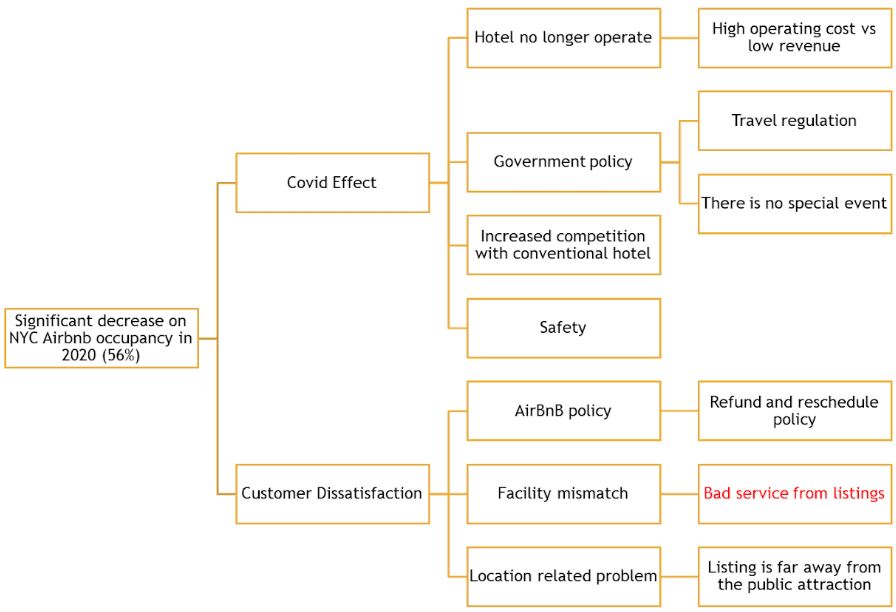 Significant decrease on
NYC Airbnb occupancy in
2020 (56%)
Covid Effect
Hotel no longer operate
High operating cost vs
low revenue
Government policy
Travel regulation
There is no special event
Increased competition
with conventional hotel
Safety
Customer Dissatisfaction
AirBnB policy
Refund and reschedule
policy
Facility mismatch
Bad service from listings
Location related problem
Listing is far away from
the public attraction